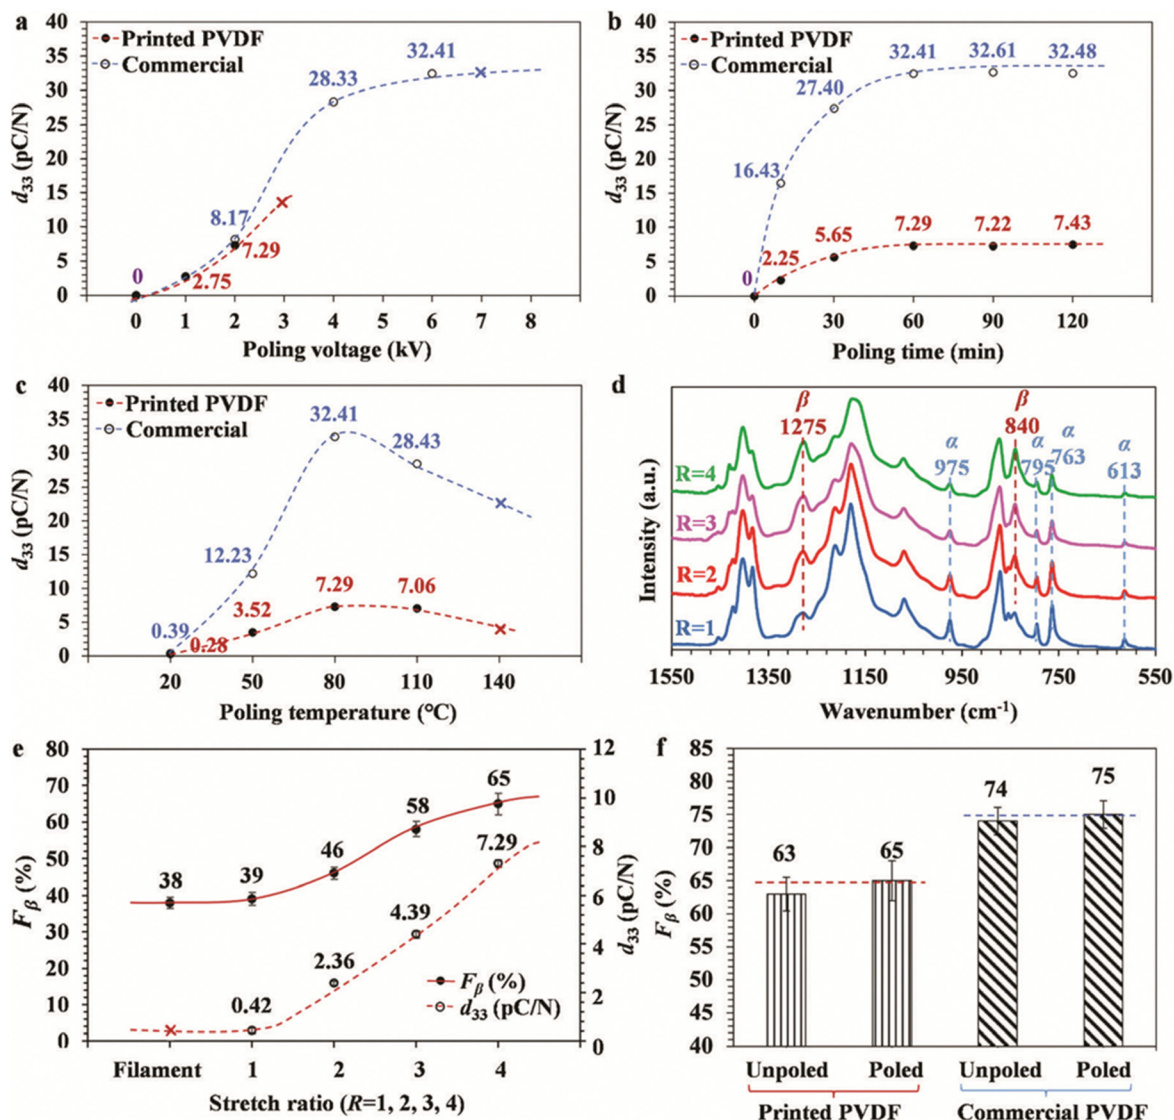 a
Printed PVDF
Commercial
d33 (pC/N)
40
35
30
25
20
15
10
5
0
0
2.75
8.17
7.29
28.33
32.41
0 1 2 3 4 5 6 7 8
Poling voltage (kV)
b
Printed PVDF
Commercial
d33 (pC/N)
40
35
30
25
20
15
10
5
0
0
16.43
27.40
32.41
32.61
32.48
2.25
5.65
7.29
7.22
7.43
0 30 60 90 120
Poling time (min)
c
Printed PVDF
Commercial
d33 (pC/N)
40
35
30
25
20
15
10
5
0
0.39
12.23
32.41
28.43
0.28
3.52
7.29
7.06
20 50 80 110 140
Poling temperature (°C)
d
Intensity (a.u.)
β
1275
β
840
α
975
α
795
α
763
α
613
R=4
R=3
R=2
R=1
1550 1350 1150 950 750 550
Wavenumber (cm-1)
e
Fβ (%)
80
70
60
50
40
30
20
10
0
38
39
46
58
65
0.42
2.36
4.39
7.29
Fβ (%)
d33 (pC/N)
12
10
8
6
4
2
0
d33 (pC/N)
Filament 1 2 3 4
Stretch ratio (R=1, 2, 3, 4)
f
Fβ (%)
85
80
75
70
65
60
55
50
45
40
63
65
74
75
Unpoled Poled Unpoled Poled
Printed PVDF Commercial PVDF